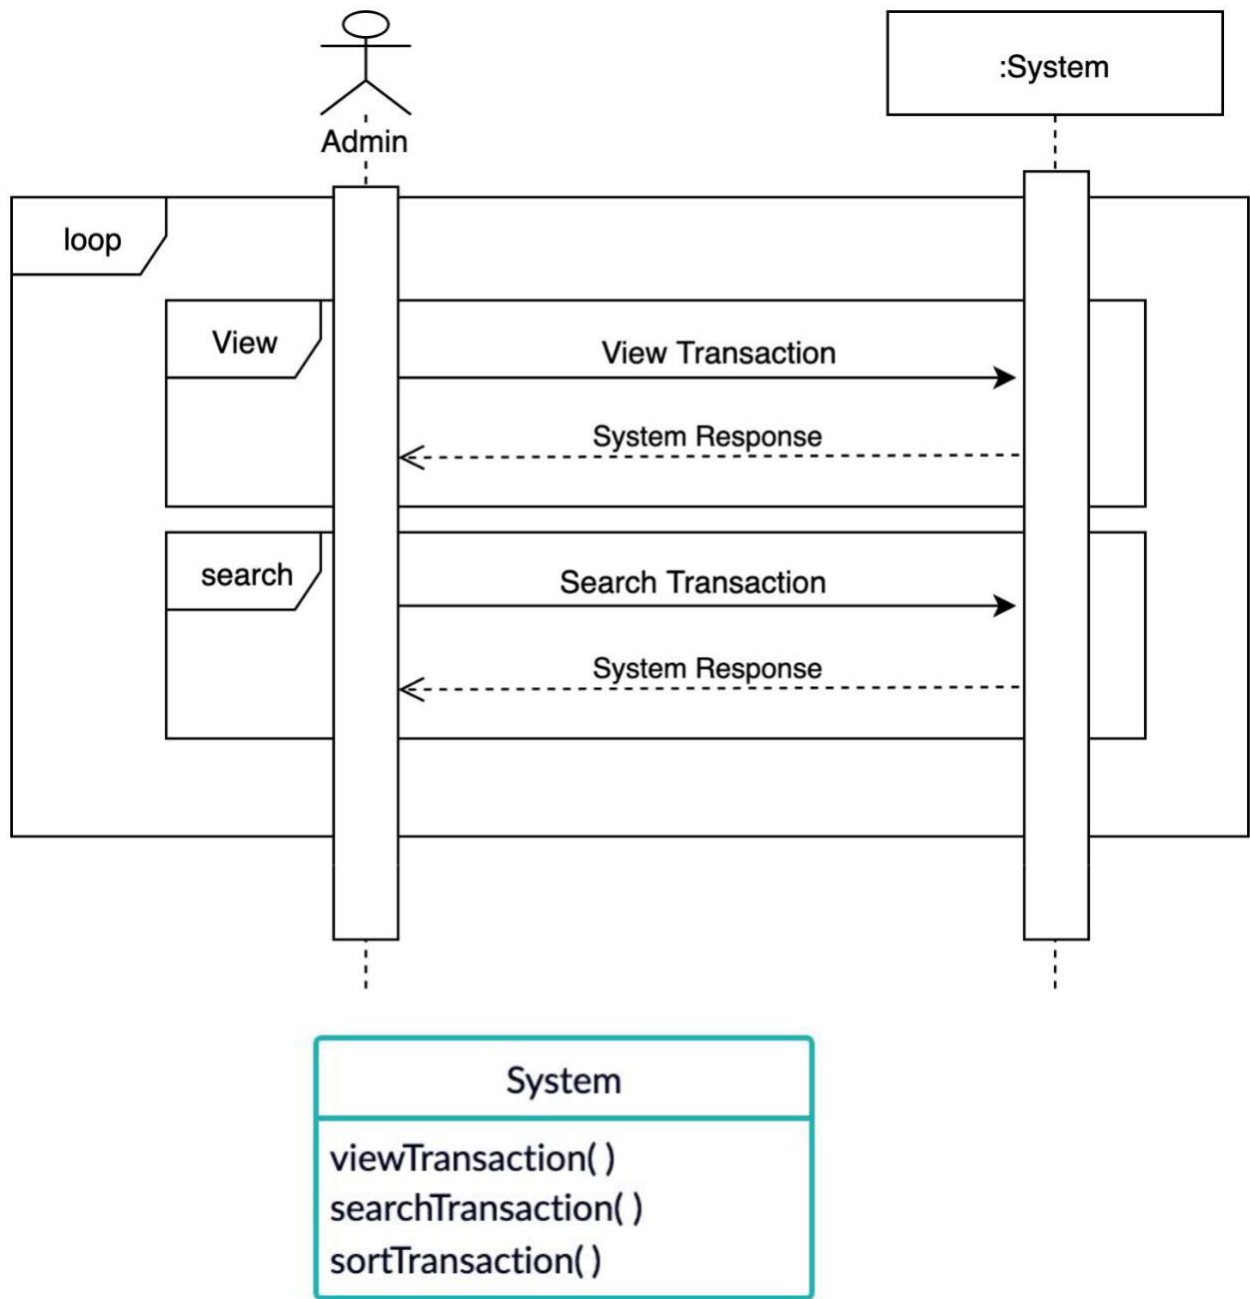 Admin
:System
loop
View
View Transaction
System Response
search
Search Transaction
System Response
System
viewTransaction( )
searchTransaction( )
sortTransaction( )